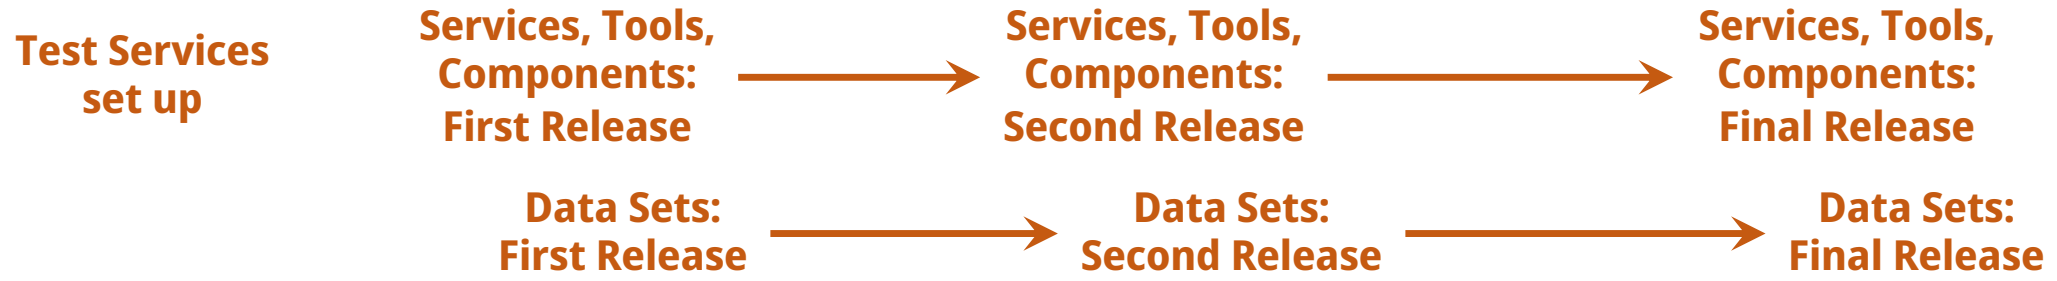 Test Services
set up
Services, Tools,
Components:
First Release
Services, Tools,
Components:
Second Release
Services, Tools,
Components:
Final Release
Data Sets:
First Release
Data Sets:
Second Release
Data Sets:
Final Release